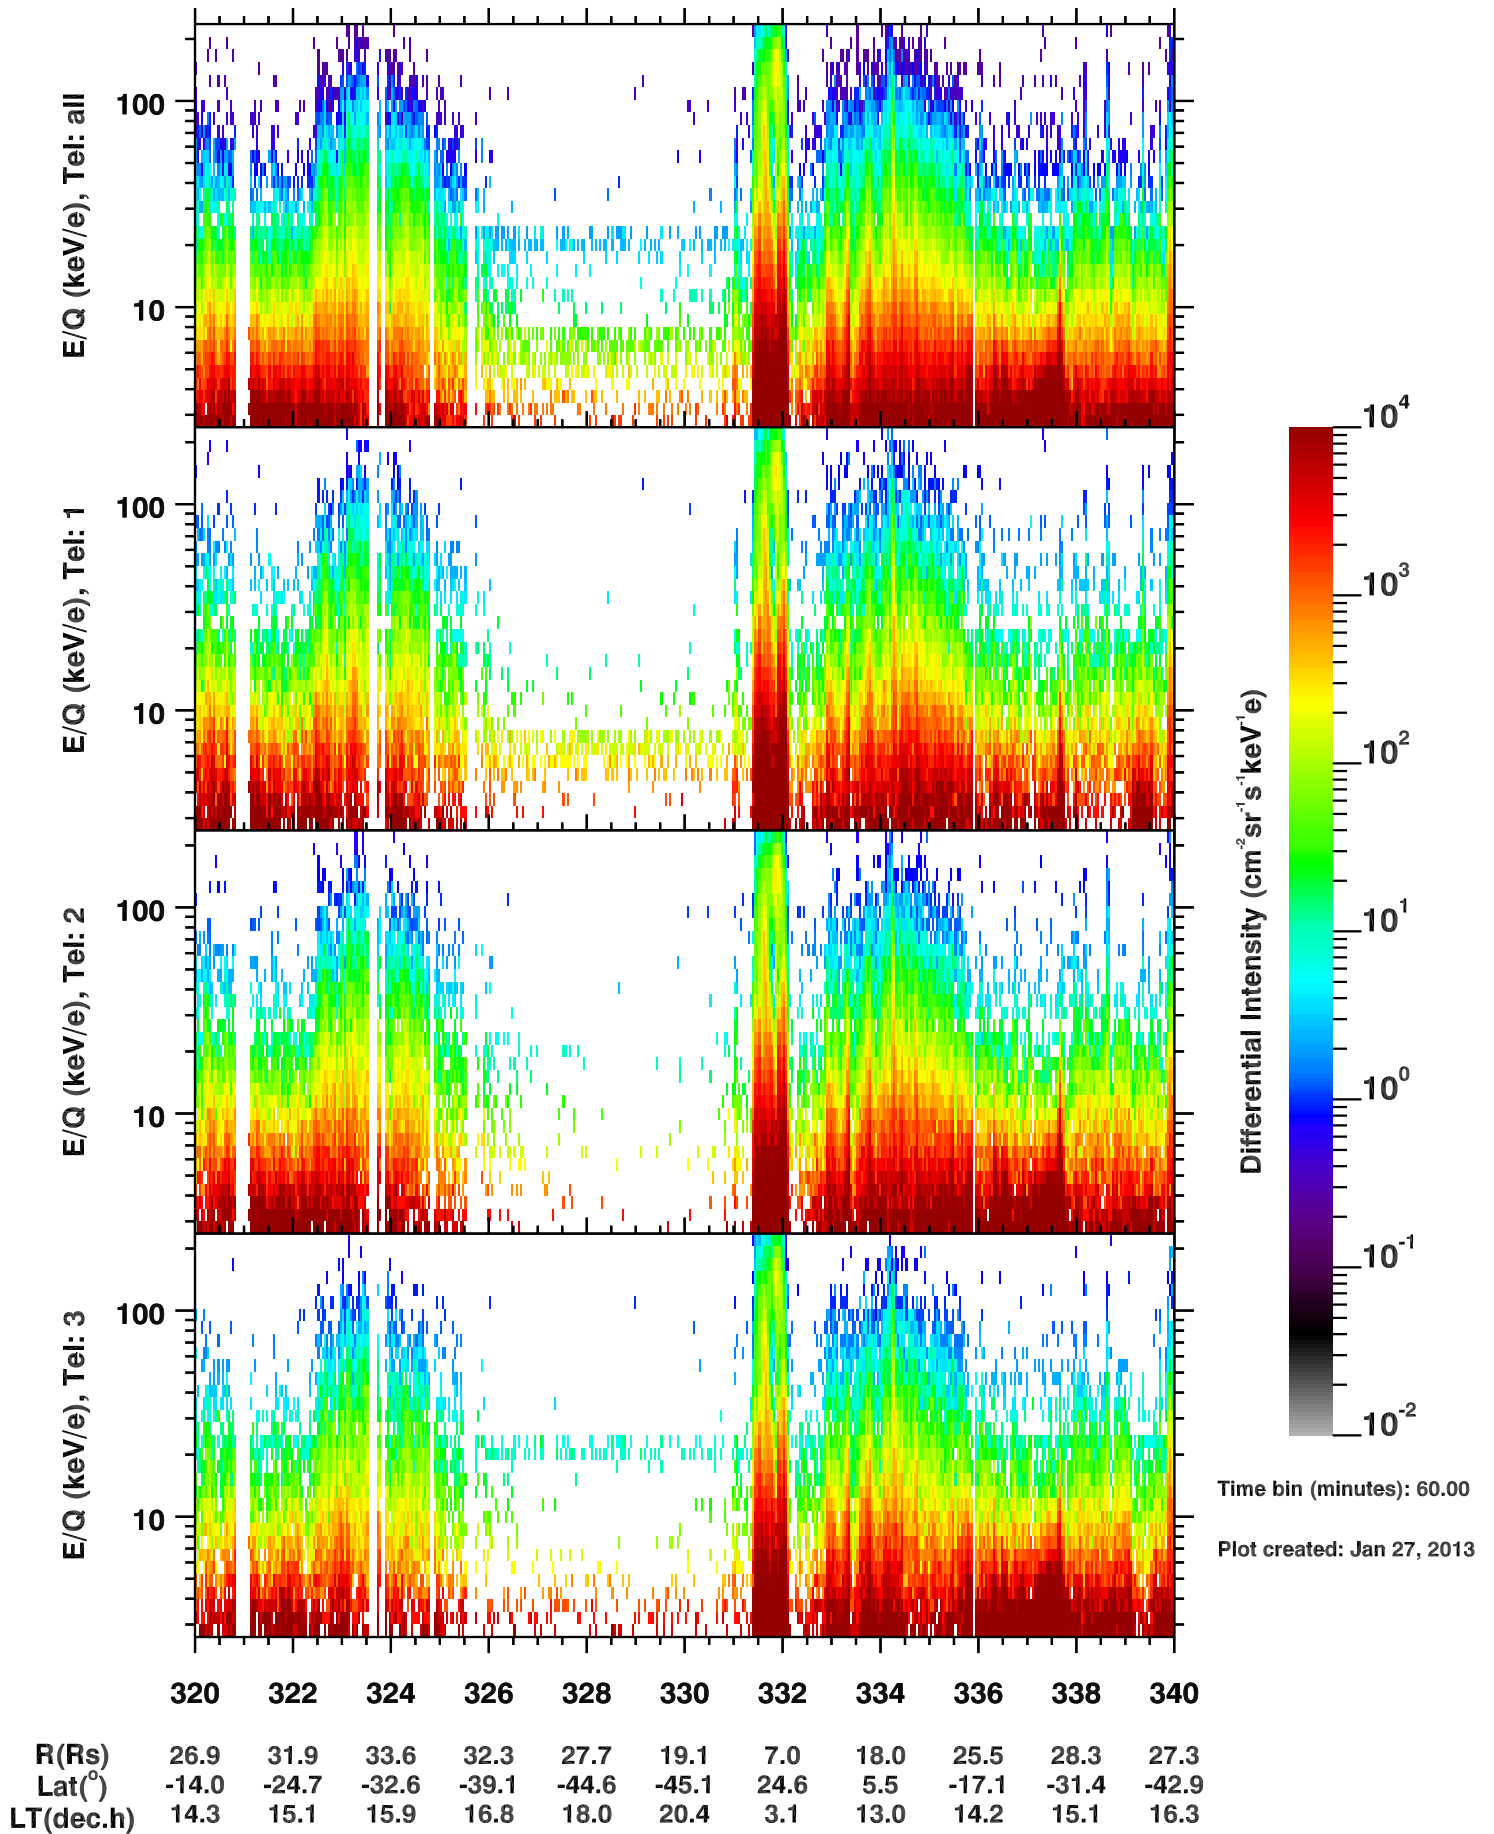 E/Q (keV/e), Tel: all
100
10
E/Q (keV/e), Tel: 1
100
10
E/Q (keV/e), Tel: 2
100
10
E/Q (keV/e), Tel: 3
100
10
10^4
10^3
10^2
10^1
10^0
10^-1
10^-2
Differential Intensity (cm^-2 sr^-1 s^-1 keV^-1 e)
Time bin (minutes): 60.00
Plot created: Jan 27, 2013
320 322 324 326 328 330 332 334 336 338 340
R(Rs) 26.9 31.9 33.6 32.3 27.7 19.1 7.0 18.0 25.5 28.3 27.3
Lat(°) -14.0 -24.7 -32.6 -39.1 -44.6 -45.1 24.6 5.5 -17.1 -31.4 -42.9
LT(dec.h) 14.3 15.1 15.9 16.8 18.0 20.4 3.1 13.0 14.2 15.1 16.3